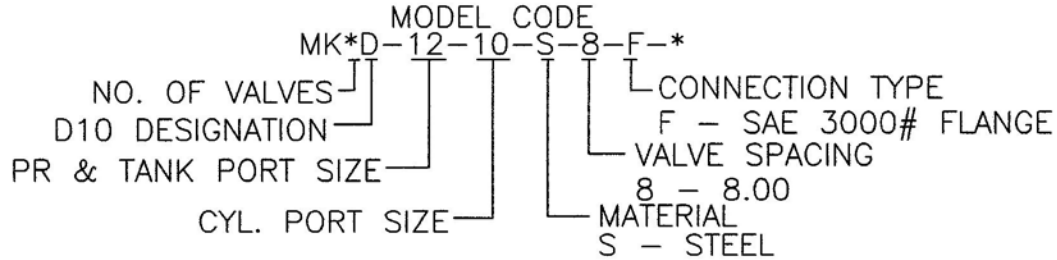 MODEL CODE
MK*D-12-10-S-8-F-*
NO. OF VALVES
CONNECTION TYPE
D10 DESIGNATION
F - SAE 3000# FLANGE
PR & TANK PORT SIZE
VALVE SPACING
8 - 8.00
CYL. PORT SIZE
MATERIAL
S - STEEL